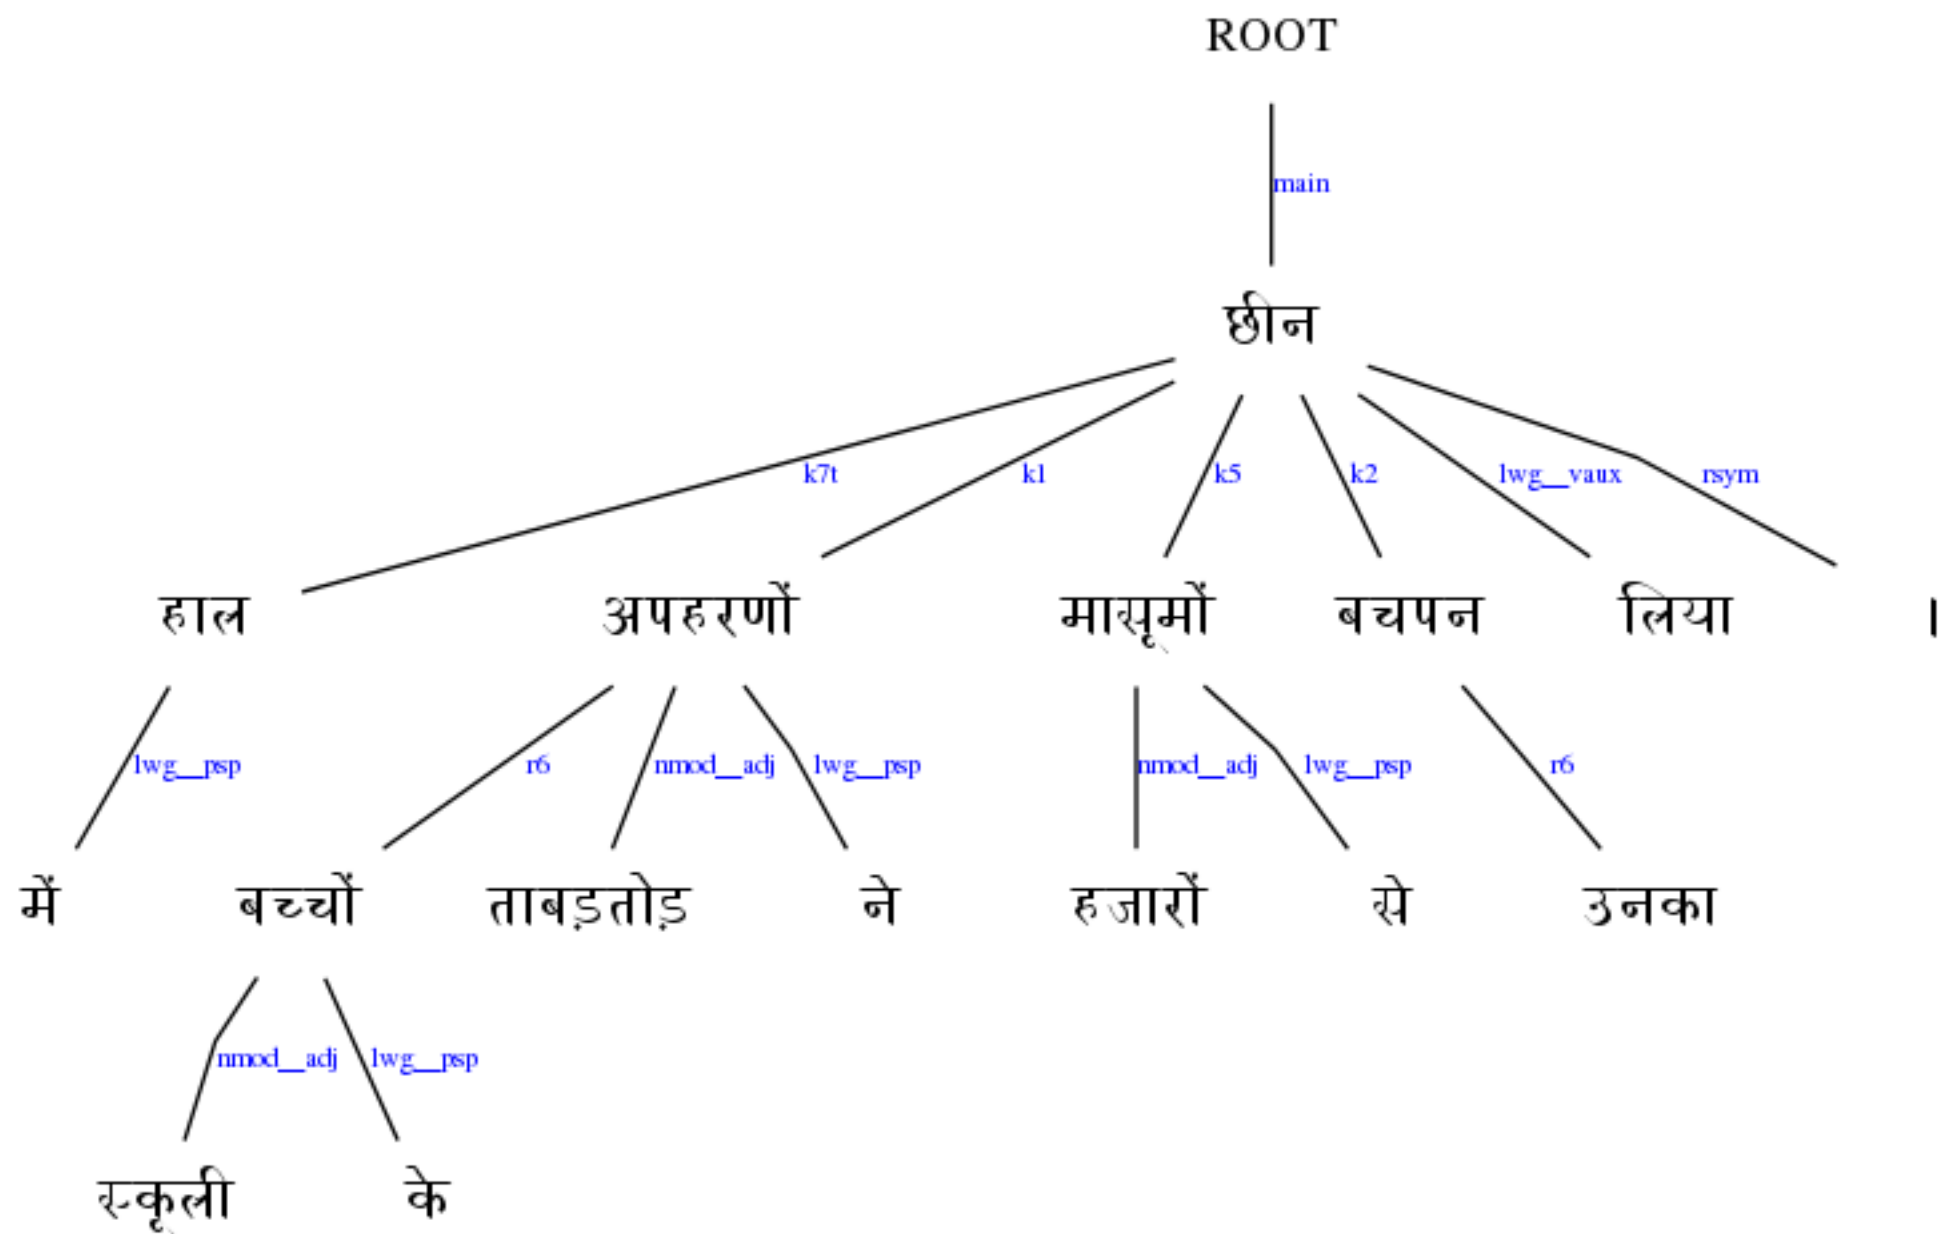 ROOT
main
छीन
k7t k1 k5 k2 lwg__vaux rsym
हाल अपहरणों मासूमों बचपन लिया ।
lwg__psp r6 nmod__adj lwg__psp nmod__adj lwg__psp r6
में बच्चों ताबड़तोड़ ने हजारों से उनका
nmod__adj lwg__psp
स्कूली के